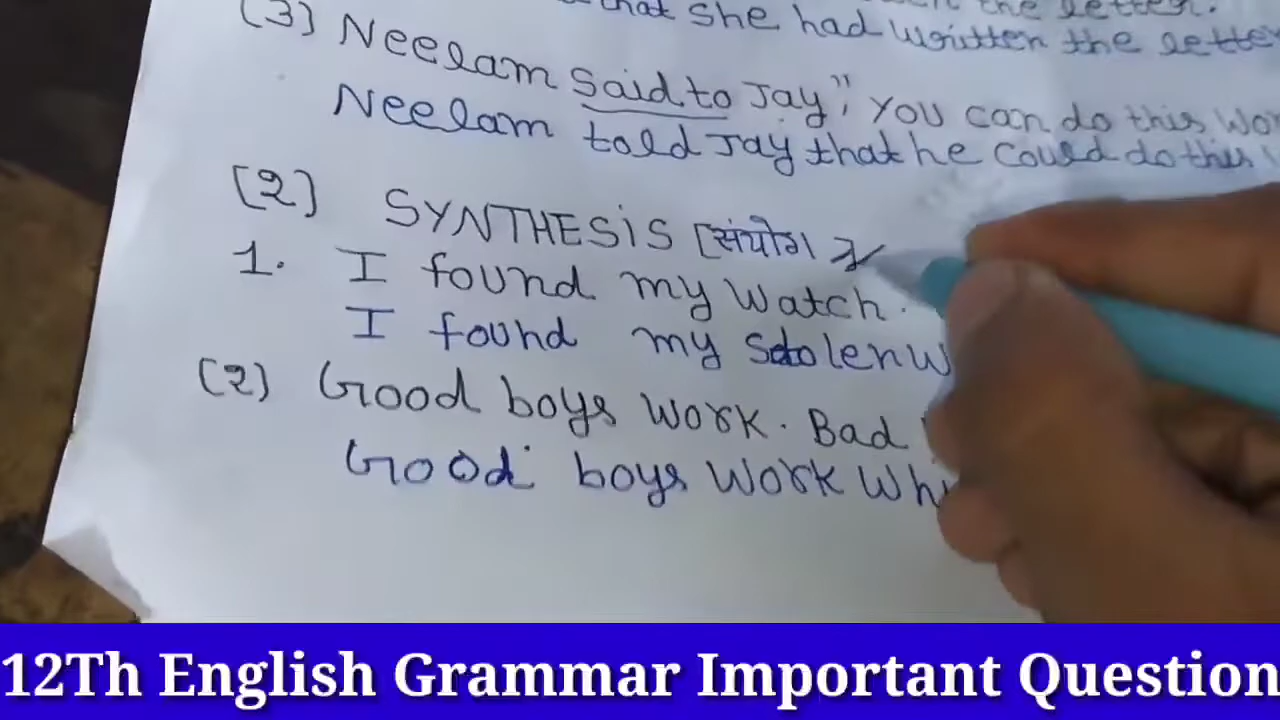 that she had written the letter
(3) Neelam said to Jay", You can do this
Neelam told Jay that he could do this
[2] SYNTHESIS [संयोग
1. I found my watch.
I found my stolen w
(2) Good boys work. Bad
Good boys work whi
12Th English Grammar Important Question